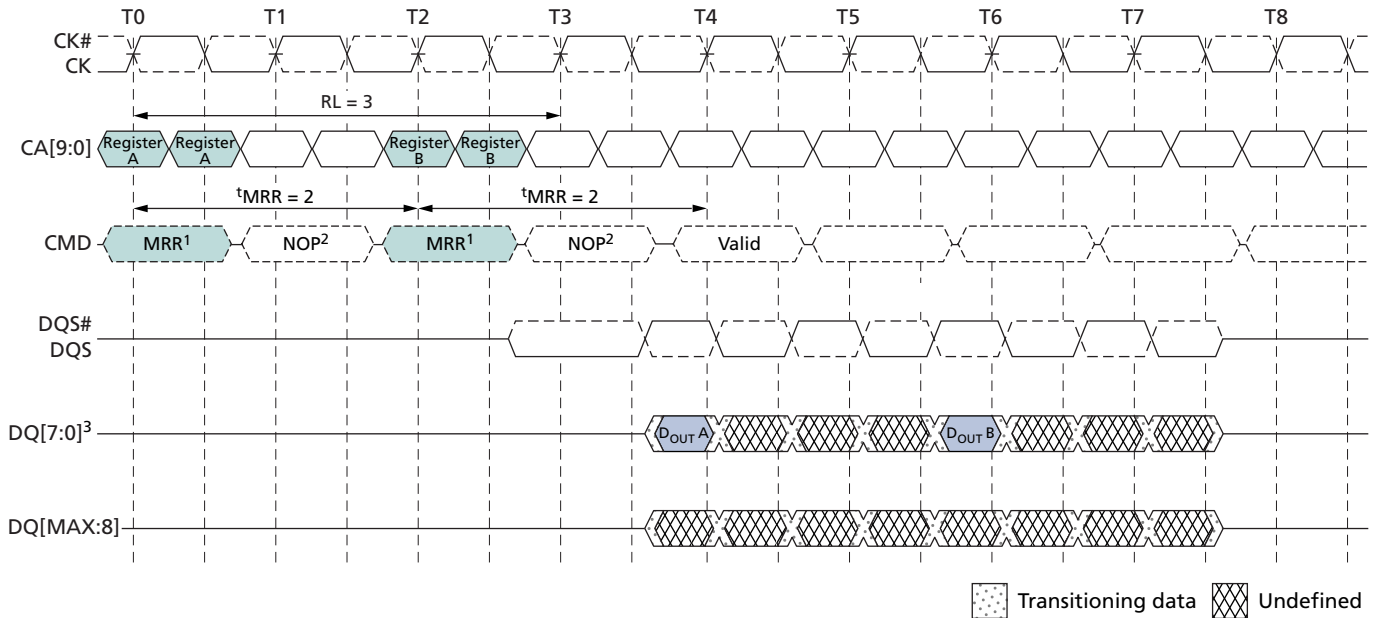 T0 T1 T2 T3 T4 T5 T6 T7 T8
CK#
CK
RL = 3
CA[9:0] Register A Register A Register B Register B
tMRR = 2 tMRR = 2
CMD MRR1 NOP2 MRR1 NOP2 Valid
DQS#
DQS
DQ[7:0]3 DOUT A DOUT B
DQ[MAX:8]
Transitioning data Undefined